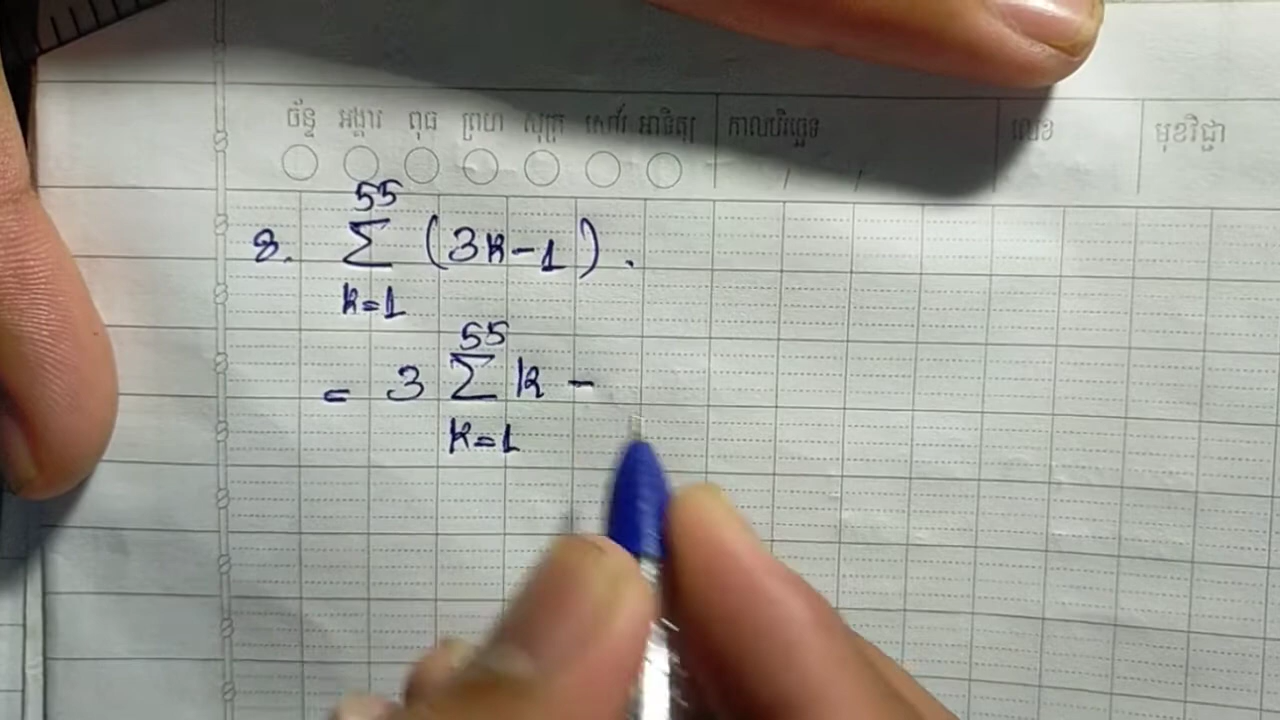 ច័ន្ទ អង្គារ ពុធ ព្រហ សុក្រ សៅរ៍ អាទិត្យ កាលបរិច្ឆេទ លេខ មុខវិជ្ជា
/ /
8. 55 Σ k=1 (3k-1).
= 3 55 Σ k=1 k -